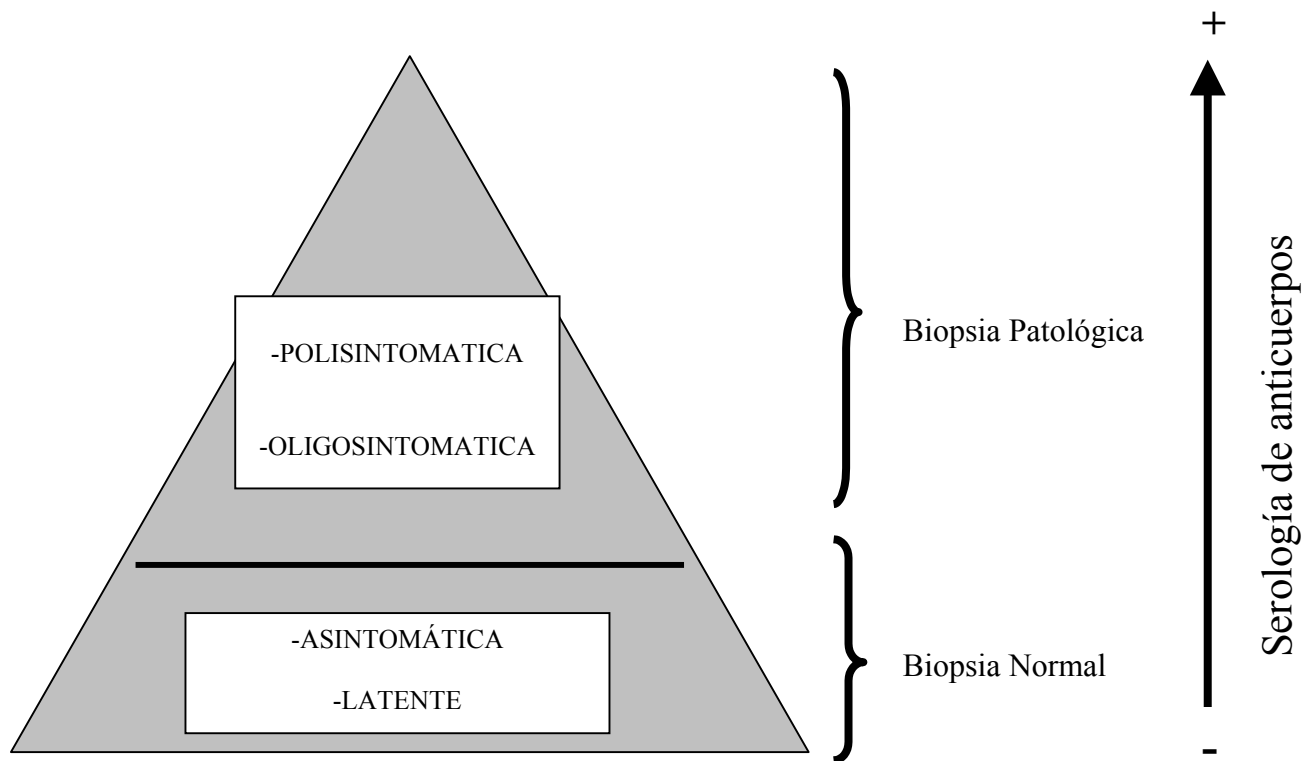 +
-POLISINTOMATICA
-OLIGOSINTOMATICA
Biopsia Patológica
-ASINTOMÁTICA
-LATENTE
Biopsia Normal
Serología de anticuerpos
-